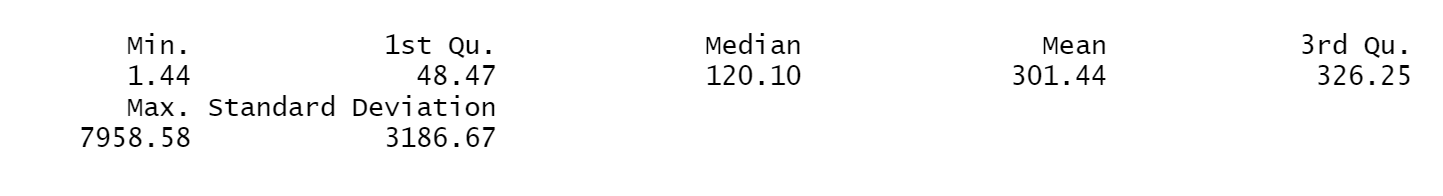 Min. 1st Qu. Median Mean 3rd Qu.
1.44 48.47 120.10 301.44 326.25
Max. Standard Deviation
7958.58 3186.67